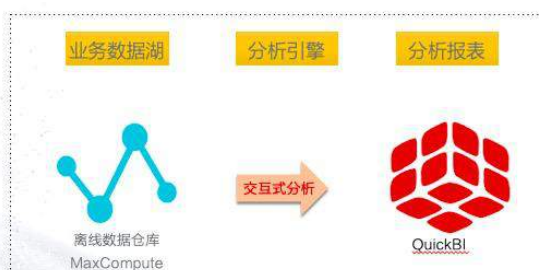 业务数据湖
分析引擎
分析报表
交互式分析
离线数据仓库
MaxCompute
QuickBI